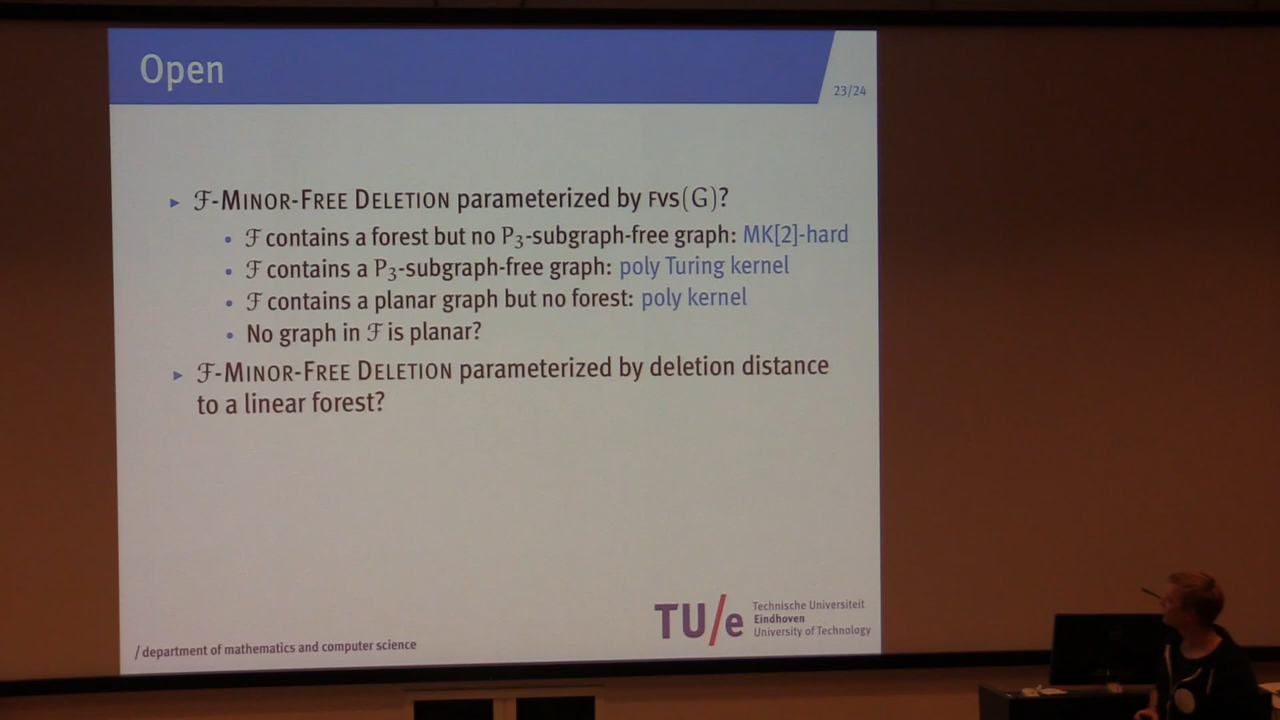 Open
23/24
▸ ℱ-MINOR-FREE DELETION parameterized by FVS(G)?
• ℱ contains a forest but no P₃-subgraph-free graph: MK[2]-hard
• ℱ contains a P₃-subgraph-free graph: poly Turing kernel
• ℱ contains a planar graph but no forest: poly kernel
• No graph in ℱ is planar?
▸ ℱ-MINOR-FREE DELETION parameterized by deletion distance
to a linear forest?
/ department of mathematics and computer science
TU/e
Technische Universiteit
Eindhoven
University of Technology